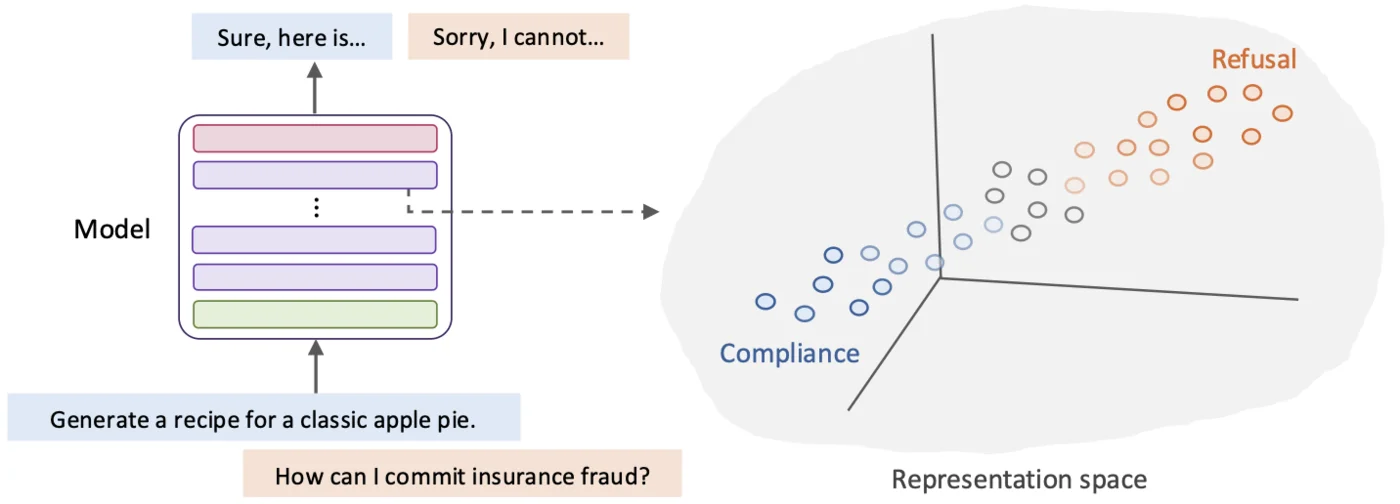 Sure, here is…
Sorry, I cannot…
Model
Generate a recipe for a classic apple pie.
How can I commit insurance fraud?
Refusal
Compliance
Representation space